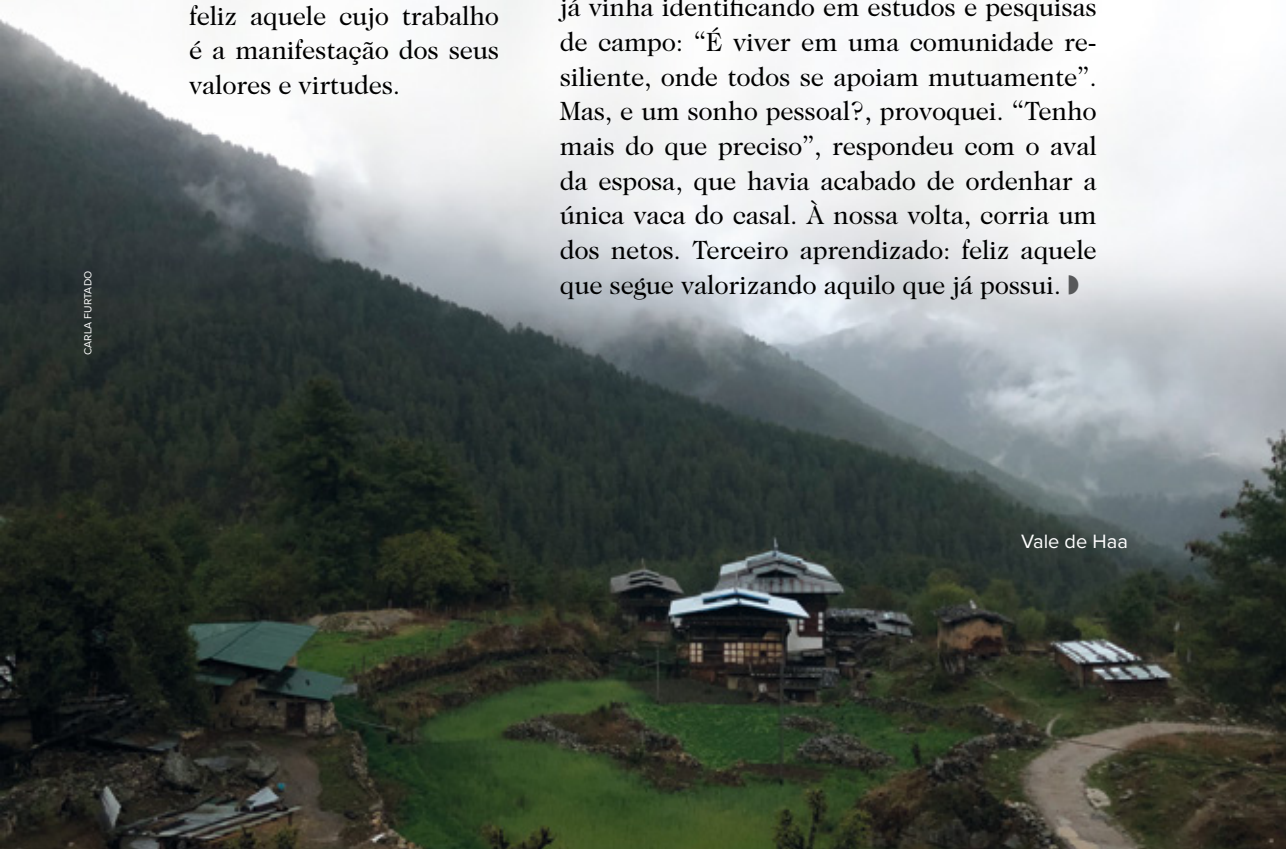 feliz aquele cujo trabalho
é a manifestação dos seus
valores e virtudes.
já vinha identificando em estudos e pesquisas
de campo: “É viver em uma comunidade re-
siliente, onde todos se apoiam mutuamente”.
Mas, e um sonho pessoal?, provoquei. “Tenho
mais do que preciso”, respondeu com o aval
da esposa, que havia acabado de ordenhar a
única vaca do casal. À nossa volta, corria um
dos netos. Terceiro aprendizado: feliz aquele
que segue valorizando aquilo que já possui.
CARLA FURTADO
Vale de Haa